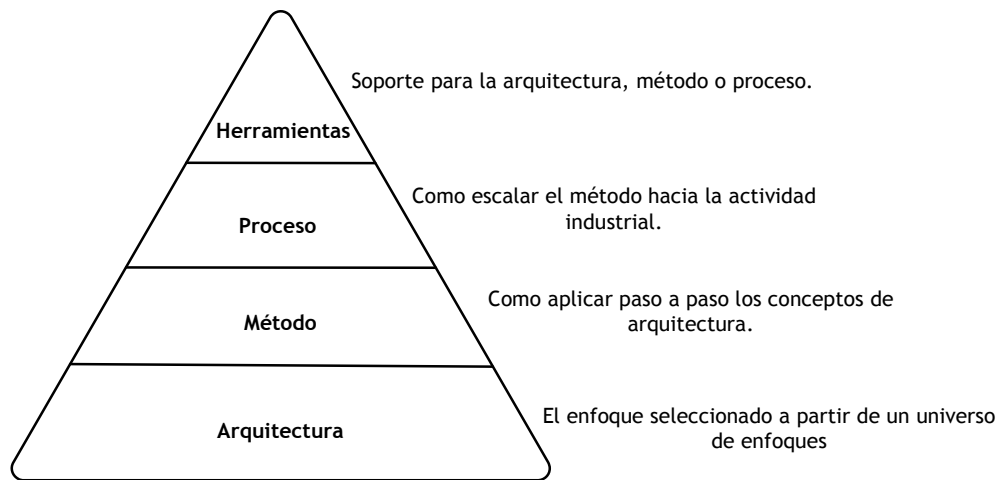 Soporte para la arquitectura, método o proceso.
Herramientas
Como escalar el método hacia la actividad
industrial.
Proceso
Como aplicar paso a paso los conceptos de
arquitectura.
Método
El enfoque seleccionado a partir de un universo
de enfoques
Arquitectura